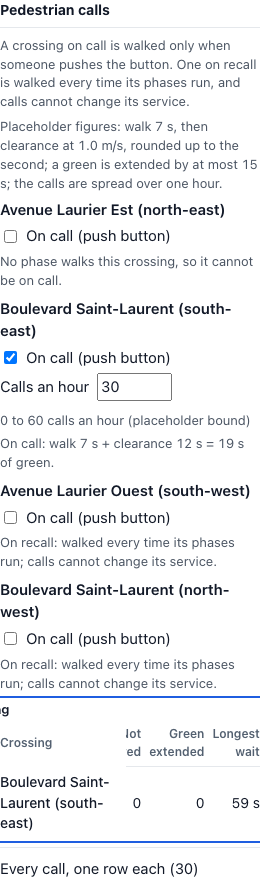 Pedestrian calls
A crossing on call is walked only when
someone pushes the button. One on recall
is walked every time its phases run, and
calls cannot change its service.
Placeholder figures: walk 7 s, then
clearance at 1.0 m/s, rounded up to the
second; a green is extended by at most 15
s; the calls are spread over one hour.
Avenue Laurier Est (north-east)
On call (push button)
No phase walks this crossing, so it cannot
be on call.
Boulevard Saint-Laurent (south-
east)
On call (push button)
Calls an hour 30
0 to 60 calls an hour (placeholder bound)
On call: walk 7 s + clearance 12 s = 19 s
of green.
Avenue Laurier Ouest (south-west)
On call (push button)
On recall: walked every time its phases
run; calls cannot change its service.
Boulevard Saint-Laurent (north-
west)
On call (push button)
On recall: walked every time its phases
run; calls cannot change its service.
Green Longest
Crossing extended wait
Boulevard Saint-
Laurent (south- 0 0 59 s
east)
Every call, one row each (30)